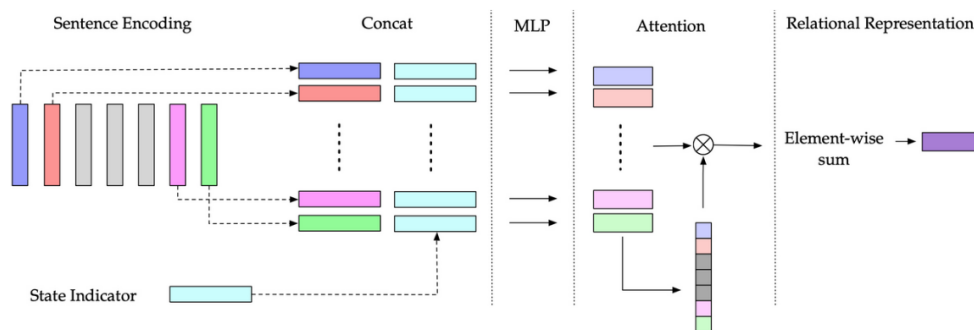 Sentence Encoding
Concat
MLP
Attention
Relational Representation
Element-wise
sum
State Indicator